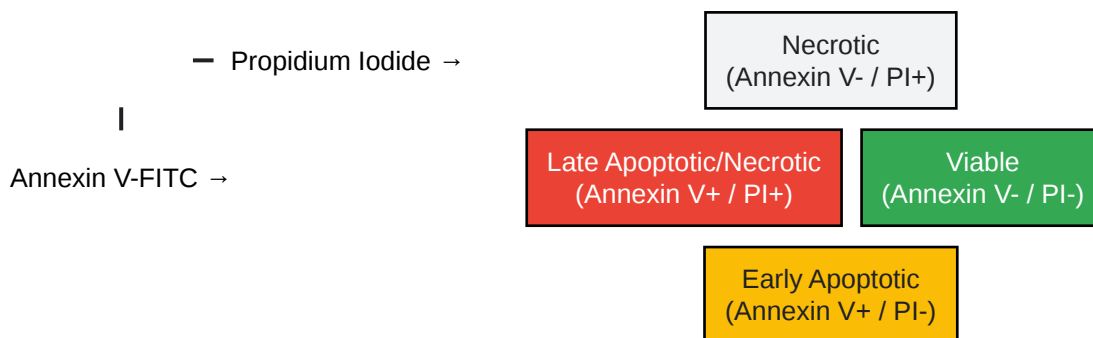 Propidium Iodide →
Necrotic
(Annexin V- / PI+)
Annexin V-FITC →
Late Apoptotic/Necrotic
(Annexin V+ / PI+)
Viable
(Annexin V- / PI-)
Early Apoptotic
(Annexin V+ / PI-)